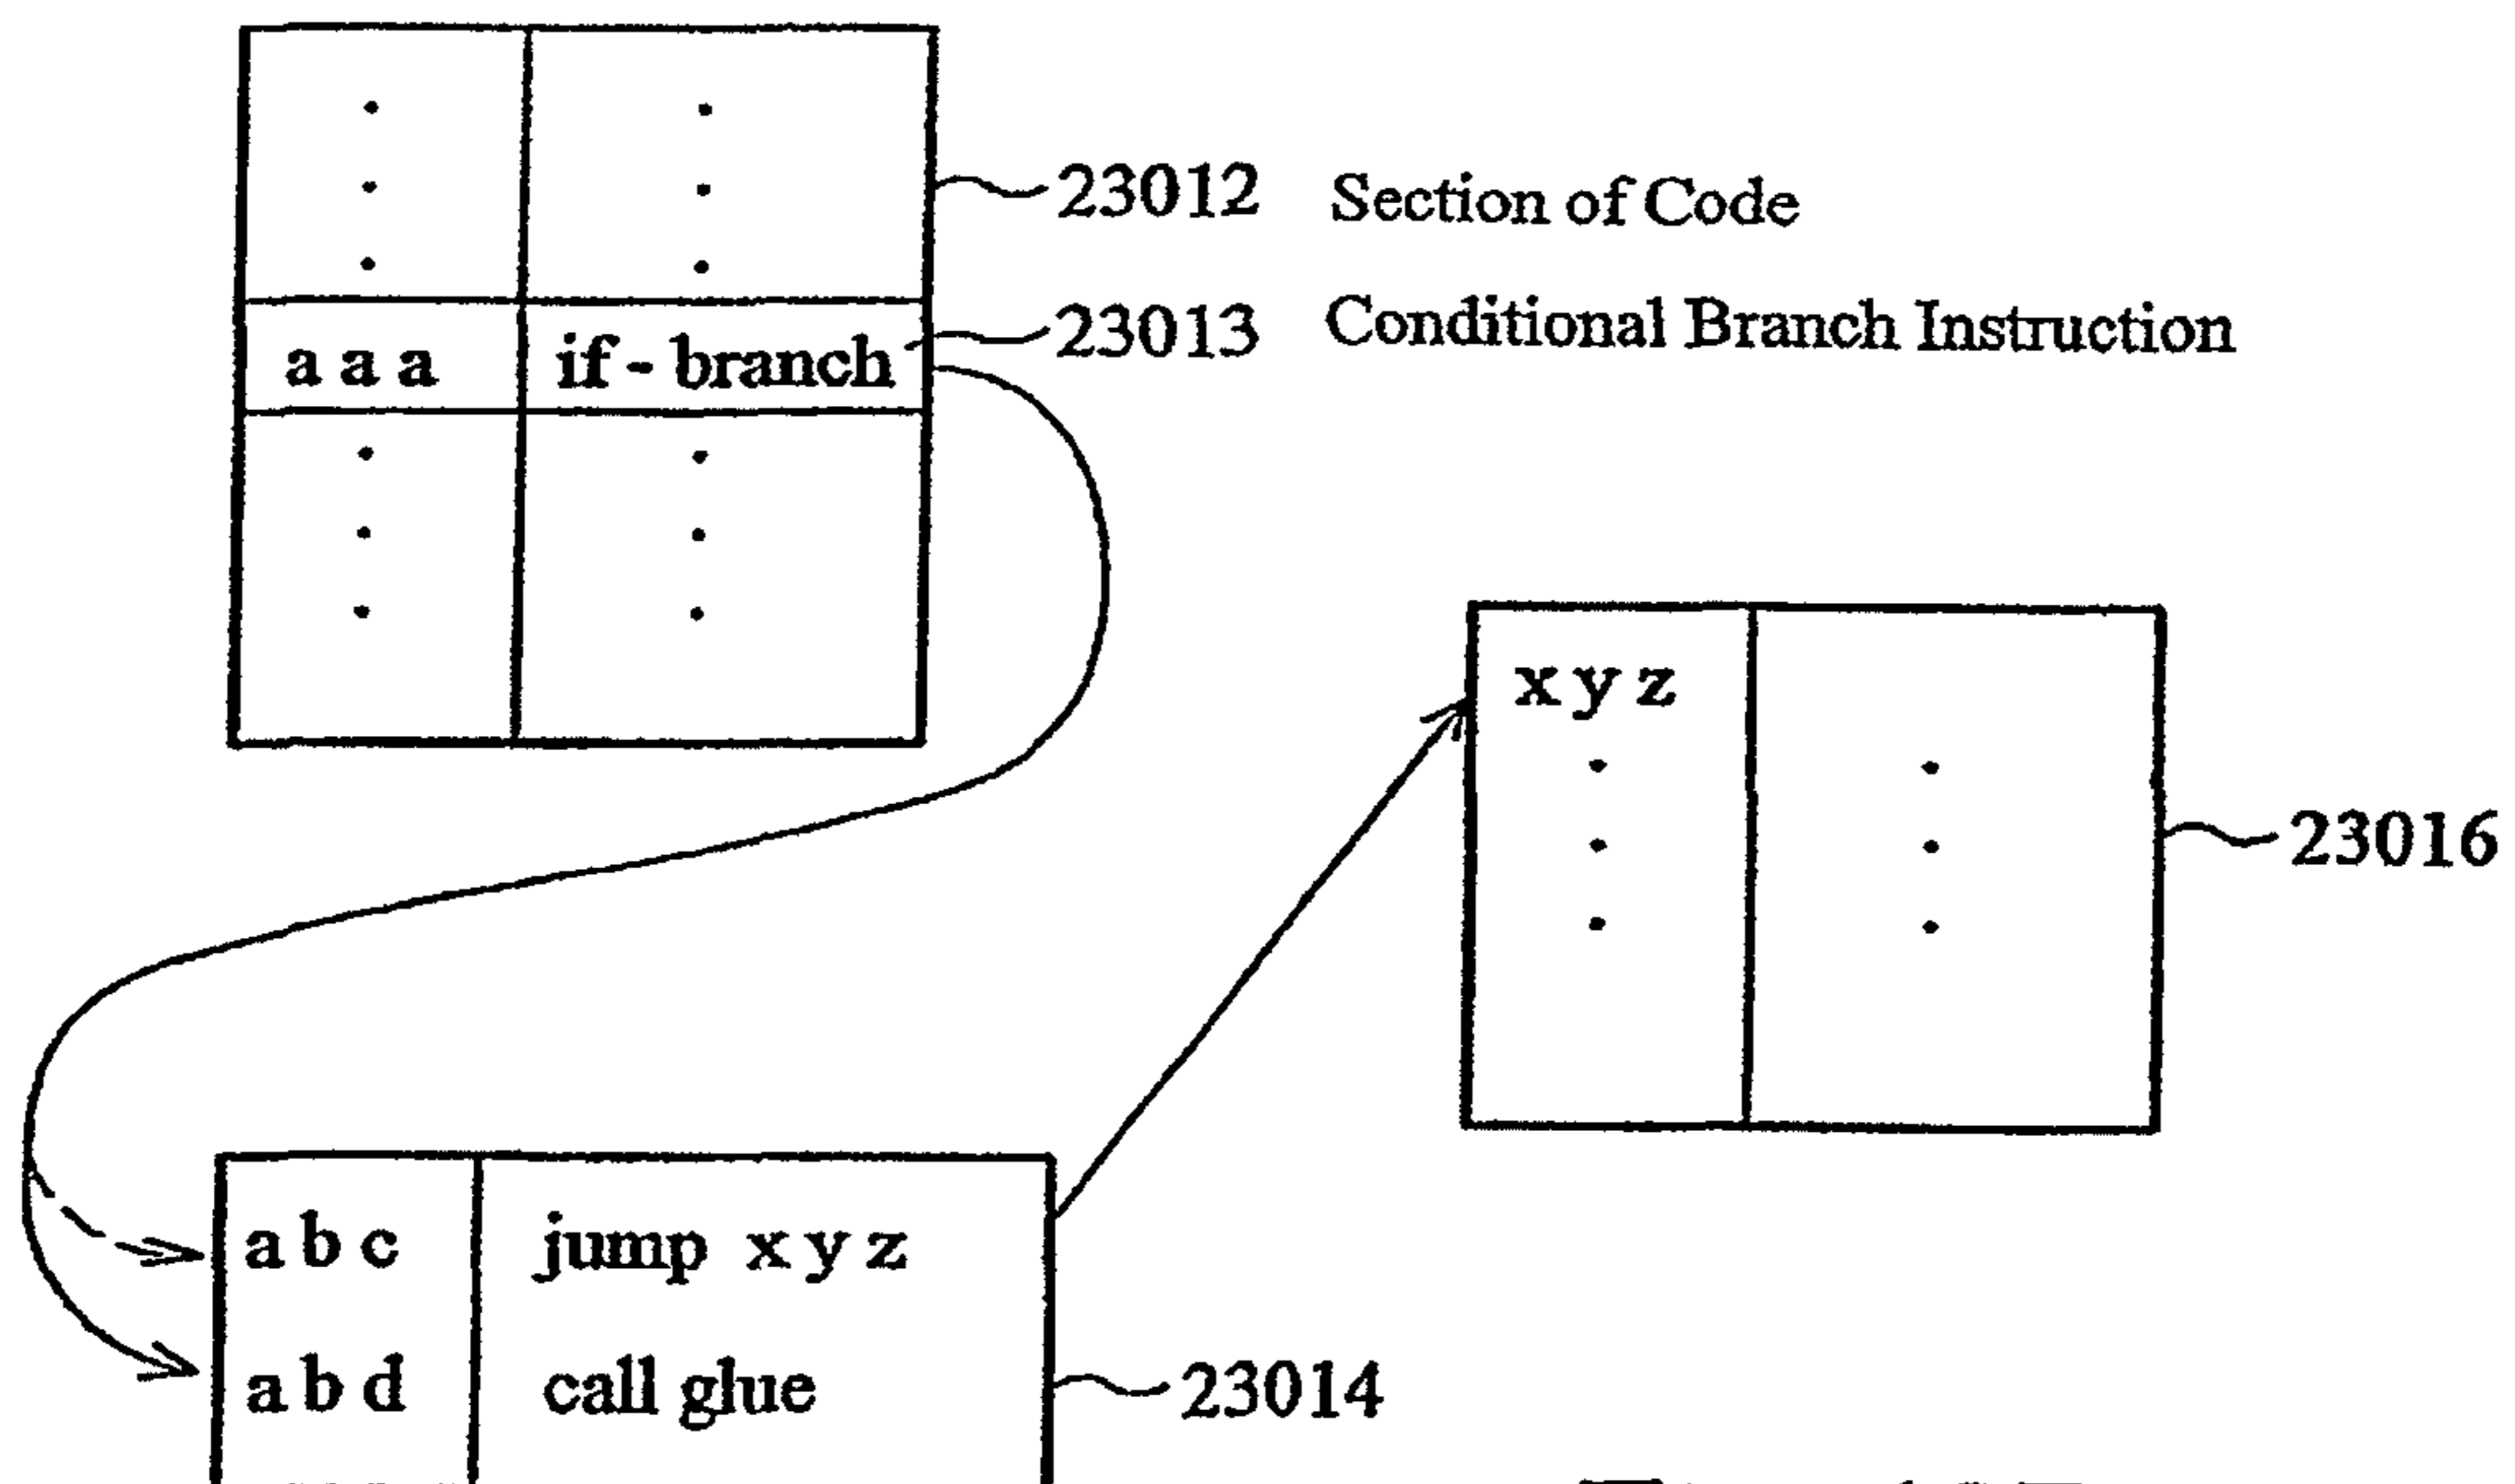 23012 Section of Code
aaa if - branch 23013 Conditional Branch Instruction
xyz
23016
abc jump xyz
abd call glue 23014